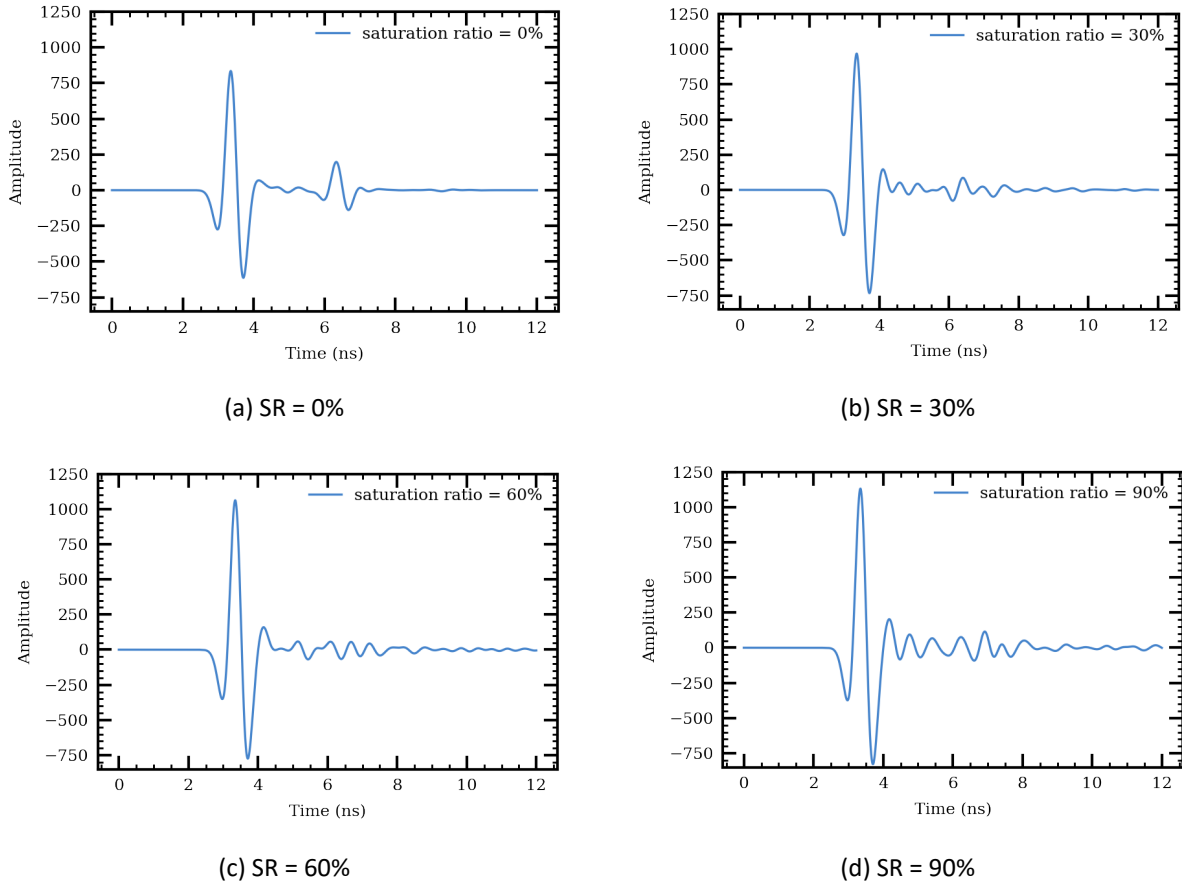 1250
1000
750
500
250
0
−250
−500
−750
Amplitude
saturation ratio = 0%
0 2 4 6 8 10 12
Time (ns)
(a) SR = 0%
1250
1000
750
500
250
0
−250
−500
−750
Amplitude
saturation ratio = 30%
0 2 4 6 8 10 12
Time (ns)
(b) SR = 30%
1250
1000
750
500
250
0
−250
−500
−750
Amplitude
saturation ratio = 60%
0 2 4 6 8 10 12
Time (ns)
(c) SR = 60%
1250
1000
750
500
250
0
−250
−500
−750
Amplitude
saturation ratio = 90%
0 2 4 6 8 10 12
Time (ns)
(d) SR = 90%